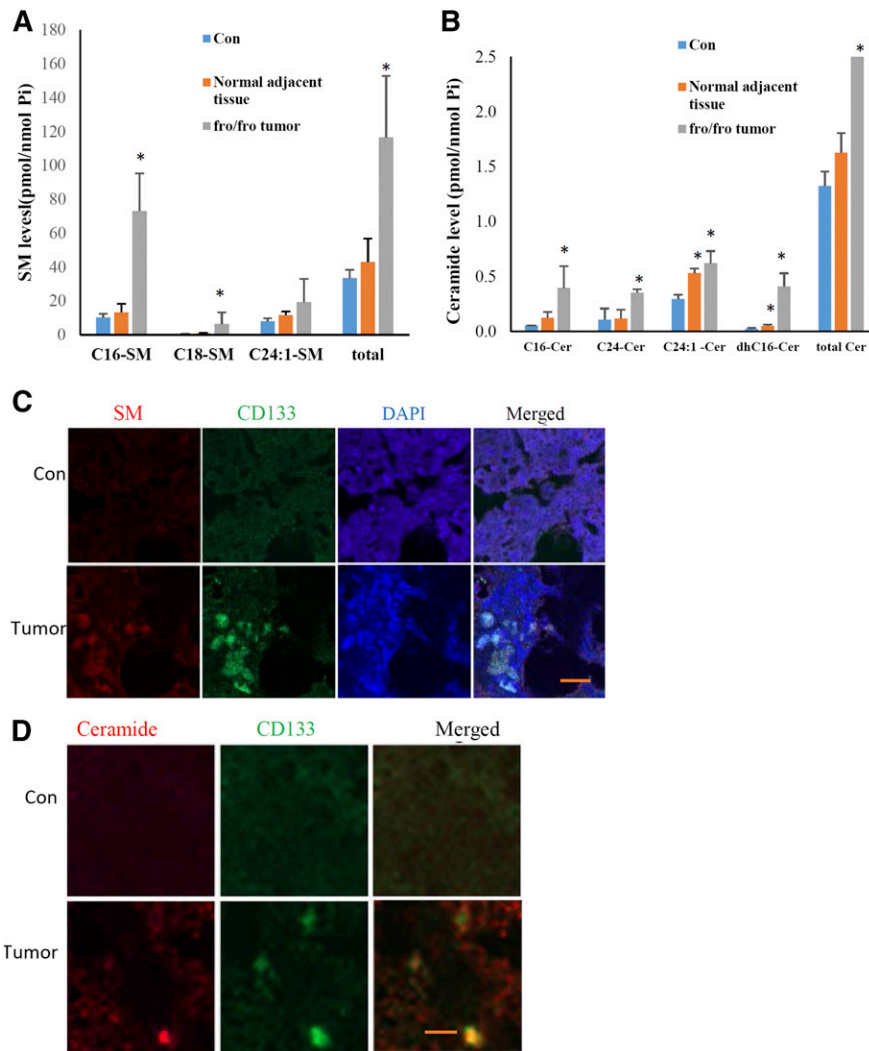 A
SM levesl(pmol/nmol Pi)
180
160
140
120
100
80
60
40
20
0
Con
Normal adjacent
tissue
fro/fro tumor
*
*
*
C16-SM C18-SM C24:1-SM total
B
Ceramide level (pmol/nmol Pi)
2.5
1.5
1.0
0.5
0.0
Con
Normal adjacent
tissue
fro/fro tumor
*
*
*
*
*
*
*
C16-Cer C24-Cer C24:1 -Cer dhC16-Cer total Cer
C
SM CD133 DAPI Merged
Con
Tumor
D
Ceramide CD133 Merged
Con
Tumor